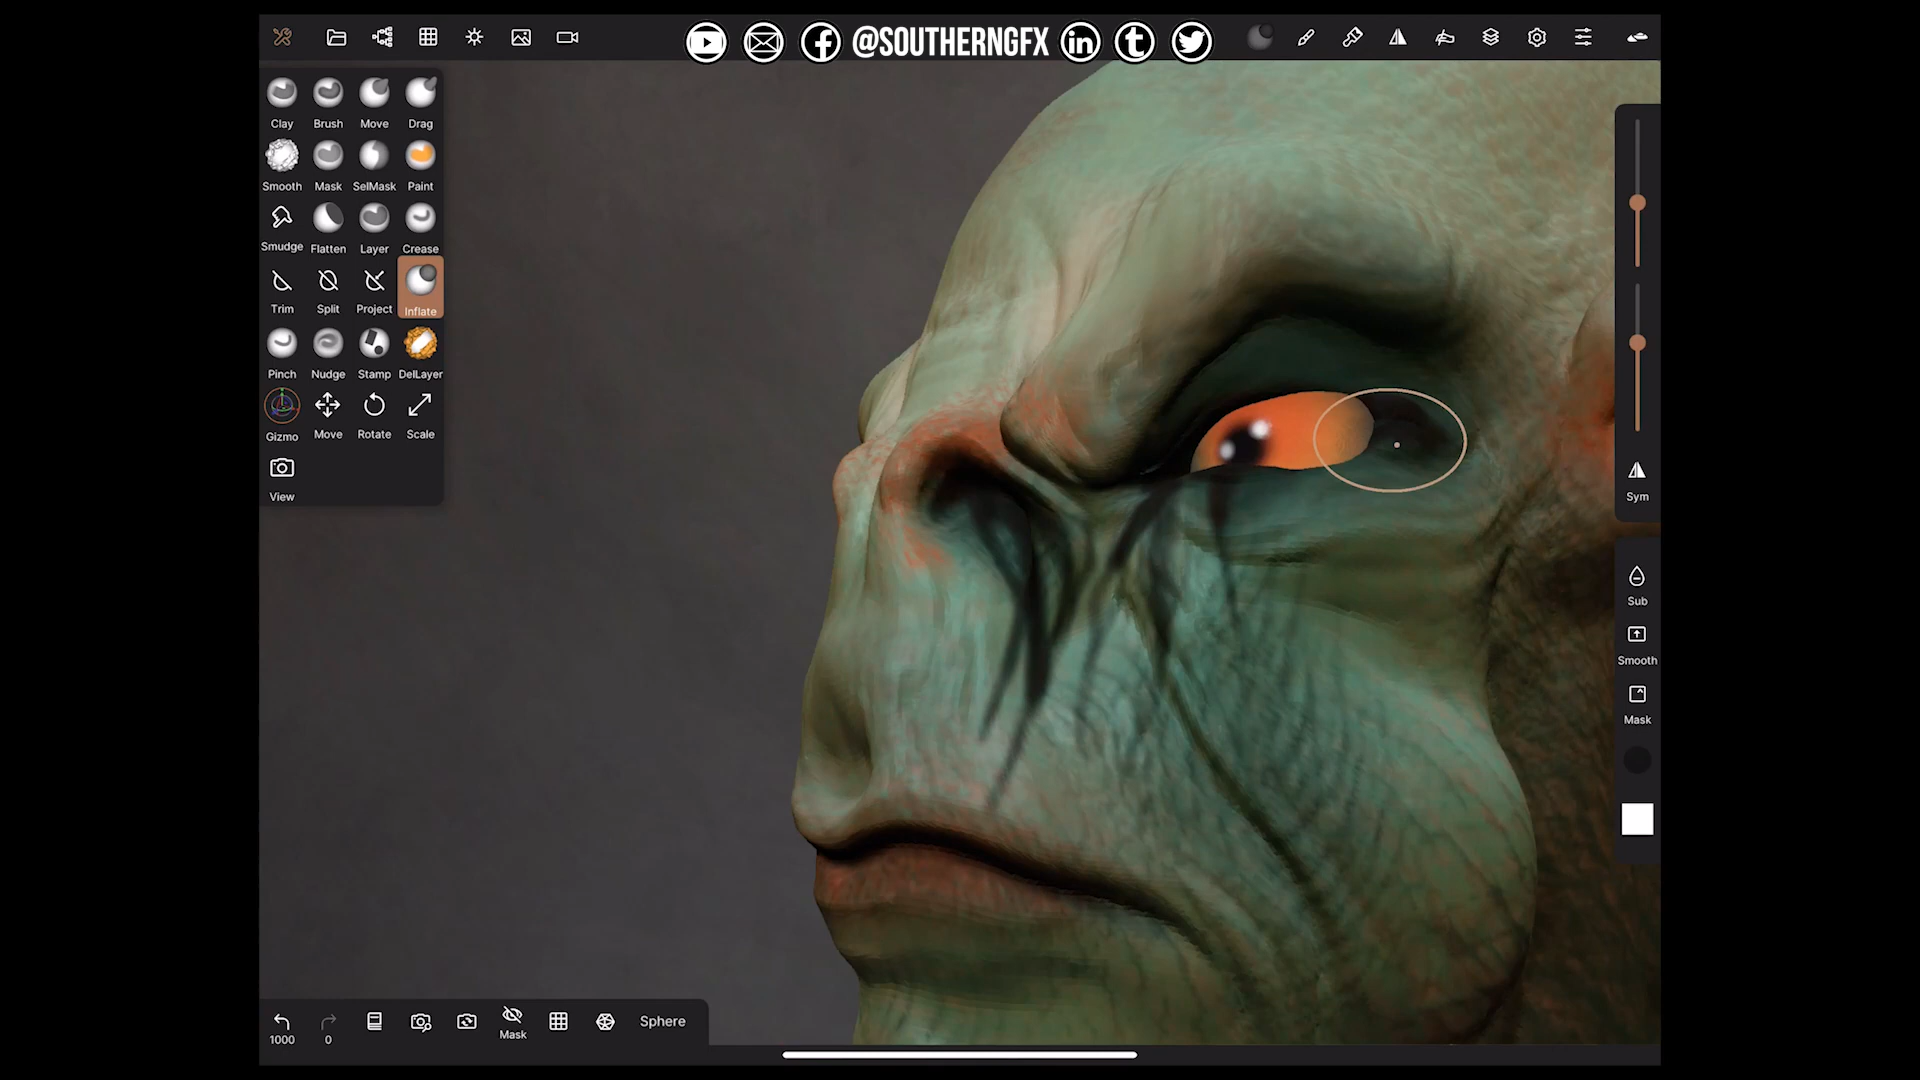 @SOUTHERNGFX
Clay Brush Move Drag
Smooth Mask SelMask Paint
Smudge Flatten Layer Crease
Trim Split Project Inflate
Pinch Nudge Stamp DelLayer
Gizmo Move Rotate Scale
View
Sym
Sub
Smooth
Mask
1000 0 Mask Sphere